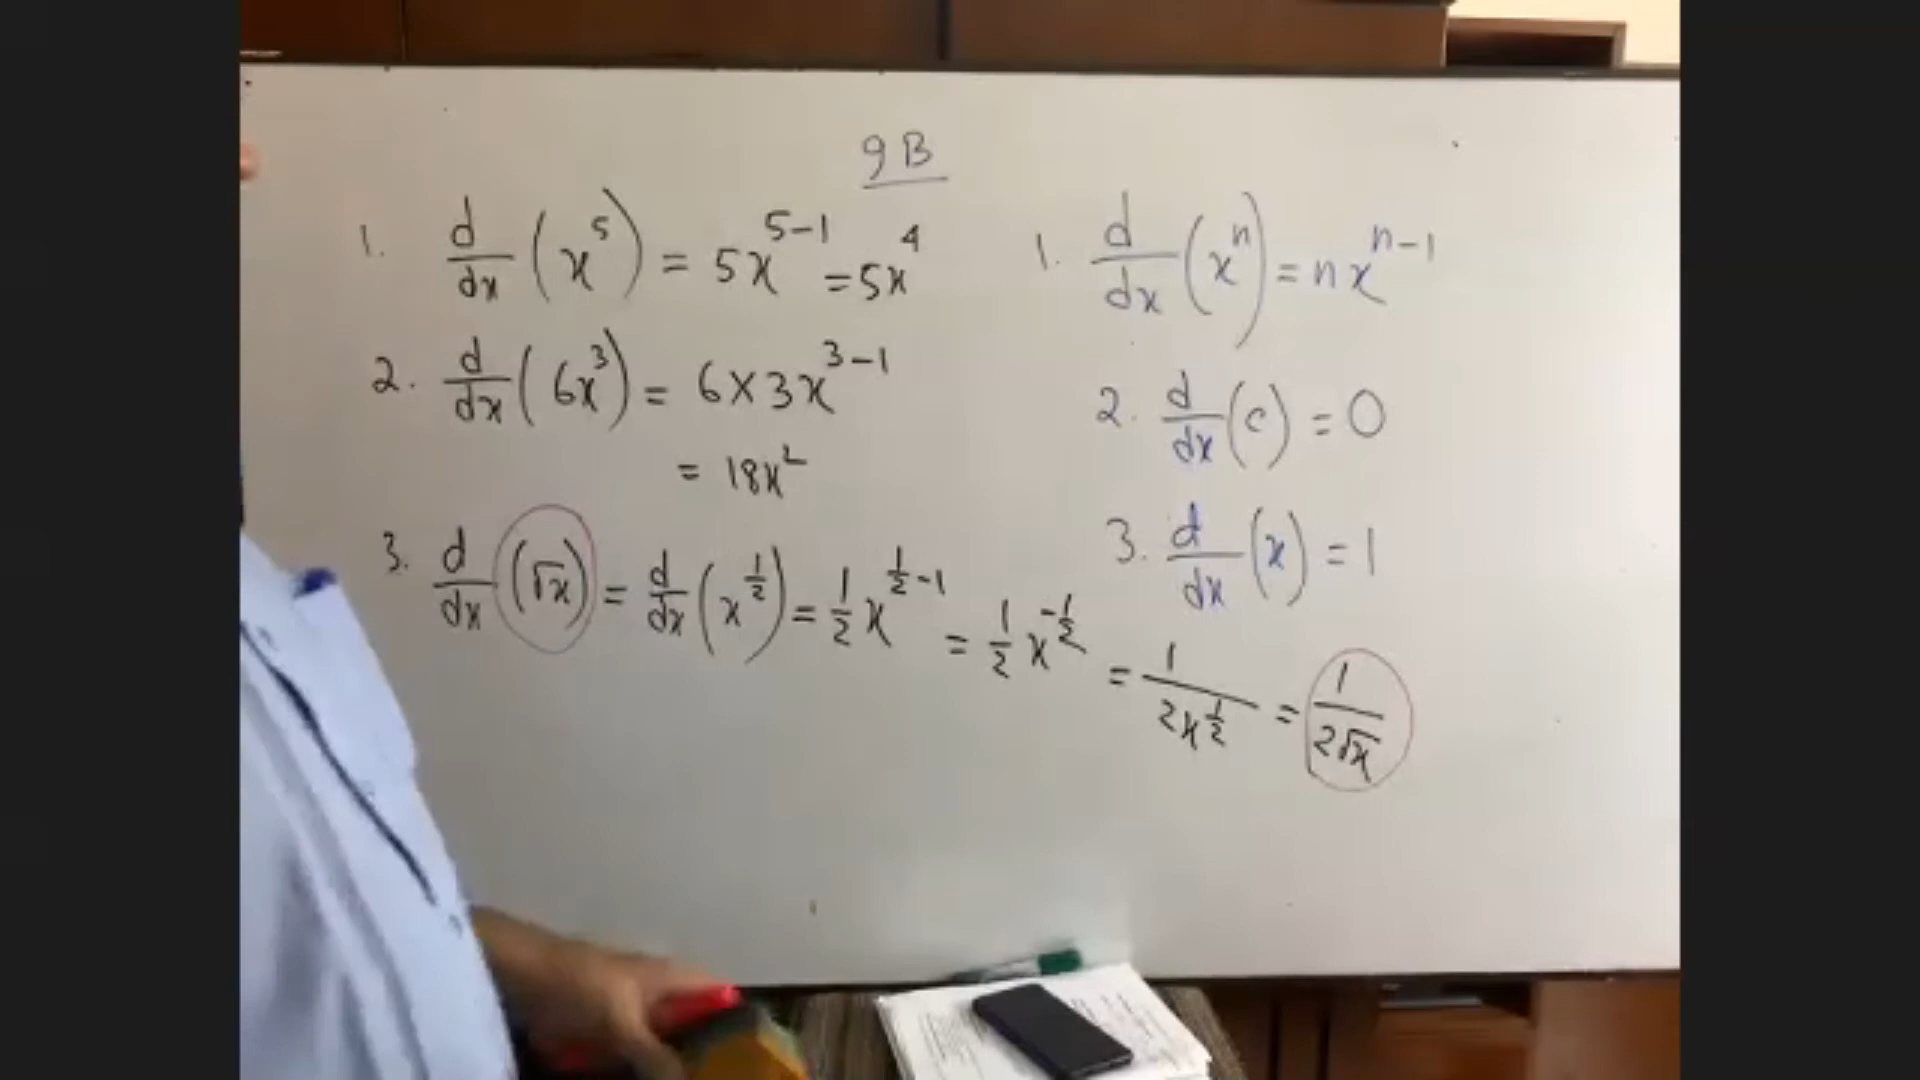 9B
1. d/dx (x^5) = 5x^(5-1) = 5x^4
2. d/dx (6x^3) = 6×3x^(3-1)
= 18x^2
3. d/dx (√x) = d/dx (x^(1/2)) = 1/2 x^(1/2-1) = 1/2 x^(-1/2) = 1/(2x^(1/2)) = 1/(2√x)
1. d/dx (x^n) = nx^(n-1)
2. d/dx (c) = 0
3. d/dx (x) = 1